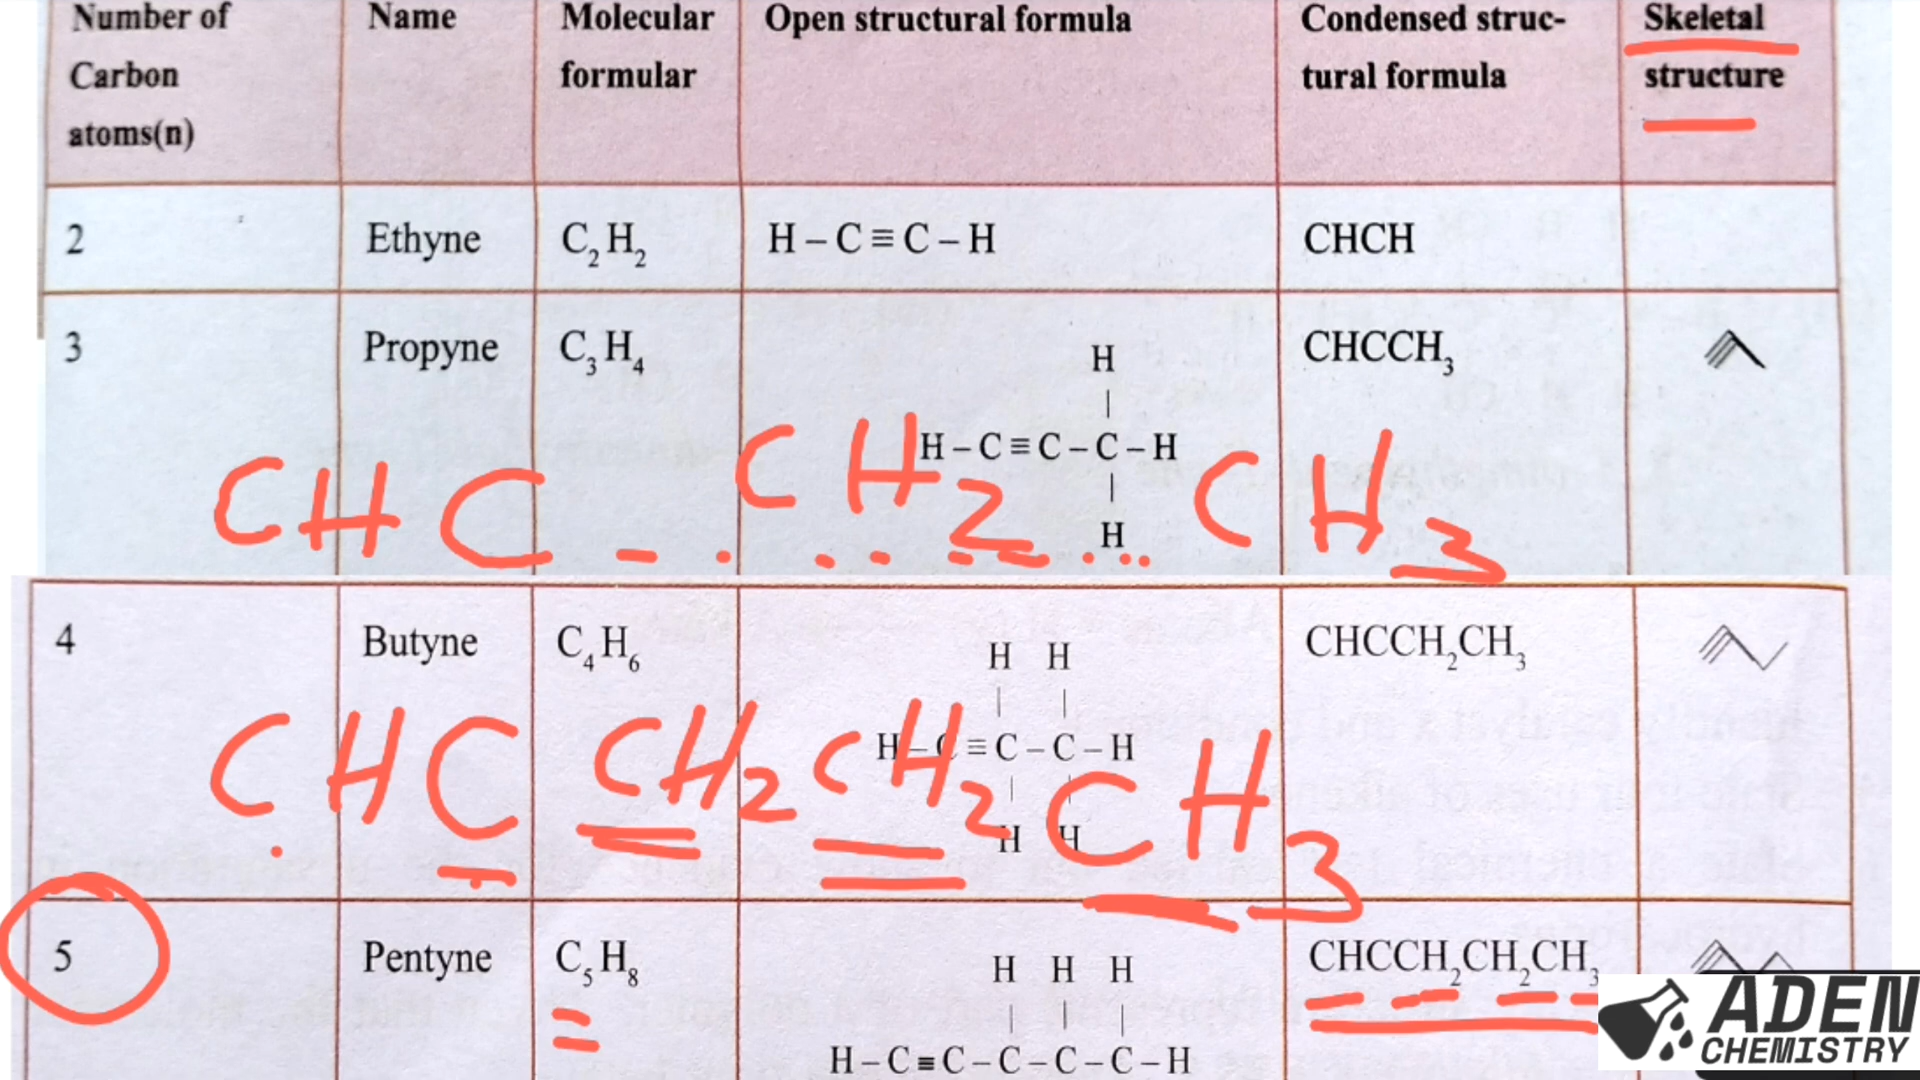 Number of Carbon atoms(n)
Name
Molecular formular
Open structural formula
Condensed struc-tural formula
Skeletal structure
2
Ethyne
C₂H₂
H – C ≡ C – H
CHCH
3
Propyne
C₃H₄
H
|
H – C ≡ C – C – H
|
H
CHCCH₃
CHC CH₂ CH₃
4
Butyne
C₄H₆
H H
| |
H – C ≡ C – C – H
| |
H H
CHCCH₂CH₃
CHC CH₂ CH₂ CH₃
5
Pentyne
C₅H₈
H H H
| | |
H – C ≡ C – C – C – C – H
CHCCH₂CH₂CH₃
ADEN
CHEMISTRY